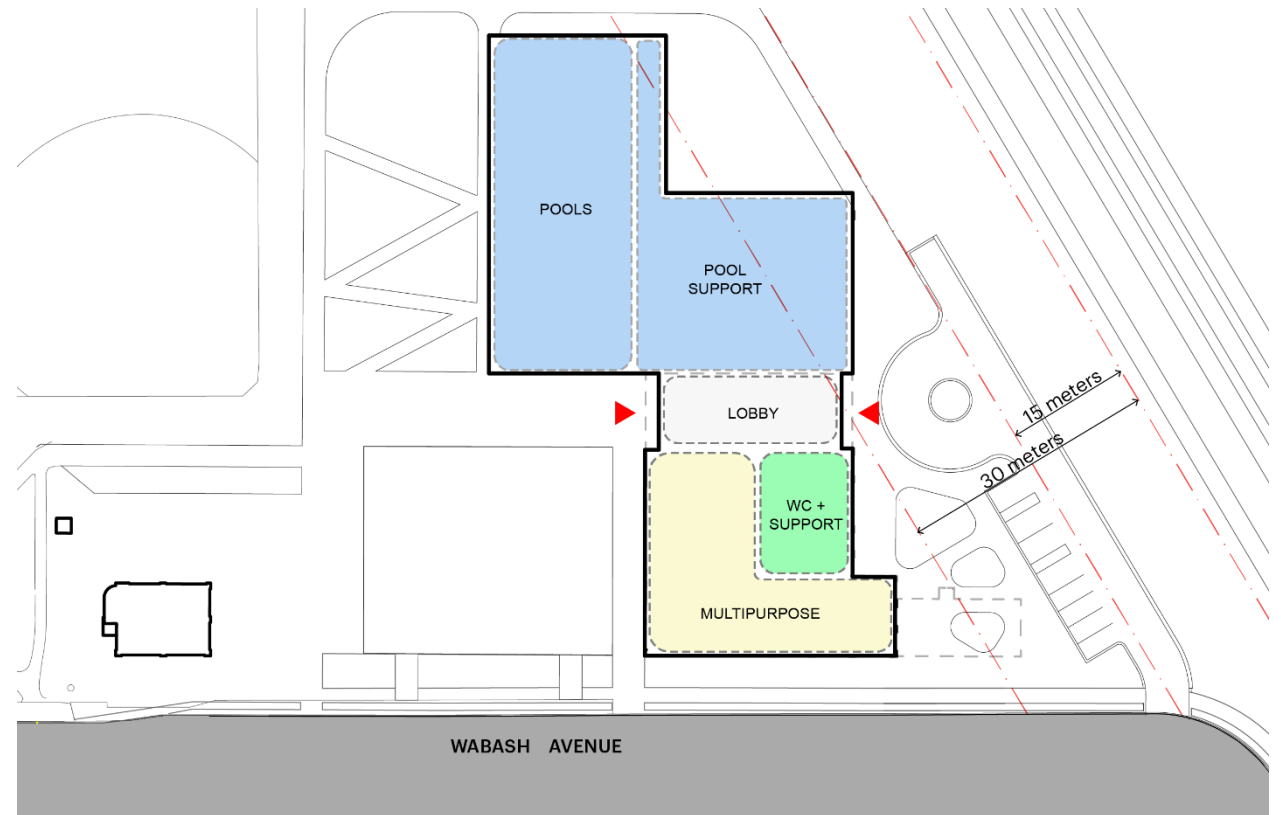 POOLS
POOL
SUPPORT
LOBBY
15 meters
30 meters
WC +
SUPPORT
MULTIPURPOSE
WABASH AVENUE